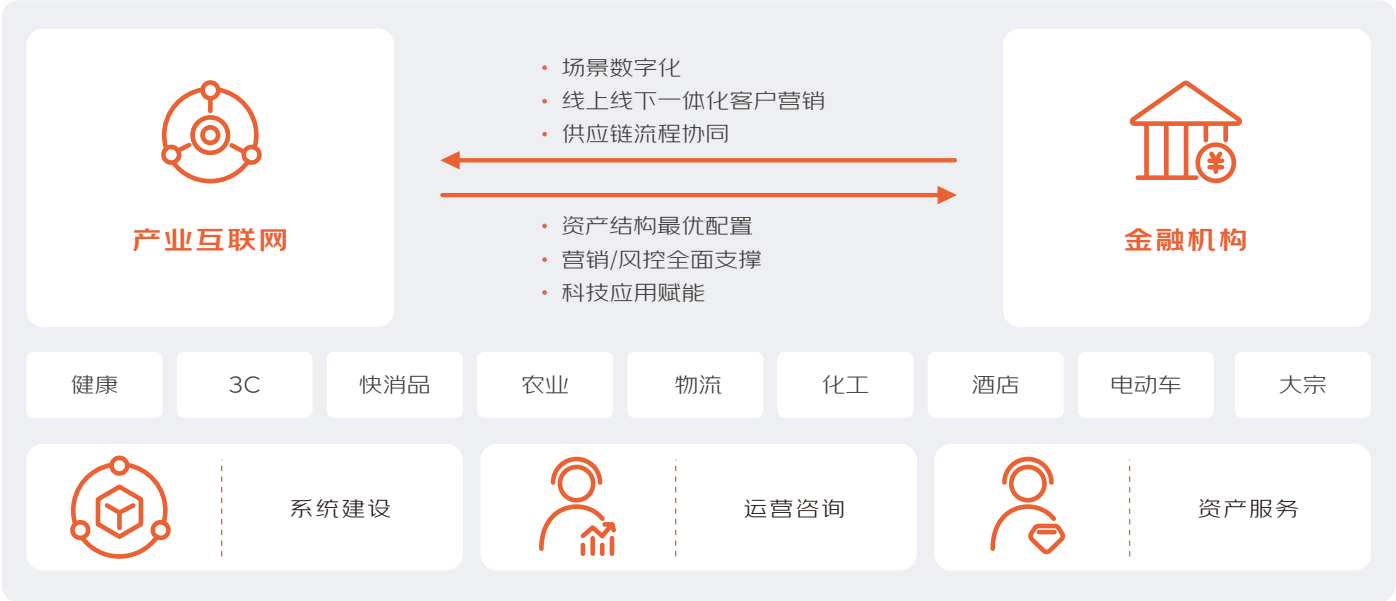 • 场景数字化
• 线上线下一体化客户营销
• 供应链流程协同
产业互联网
金融机构
• 资产结构最优配置
• 营销/风控全面支撑
• 科技应用赋能
健康
3C
快消品
农业
物流
化工
酒店
电动车
大宗
系统建设
运营咨询
资产服务
¥